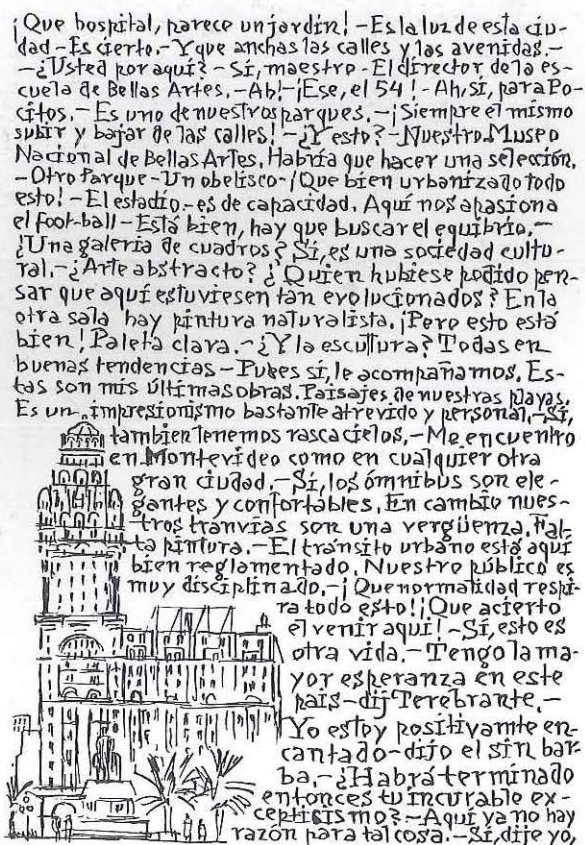 ¡Que hospital, parece un jardín! - Es la luz de esta ciu-
dad - Es cierto. - Y que anchas las calles y las avenidas. -
- ¿Usted por aquí? - Sí, maestro - El director de la es-
cuela de Bellas Artes. - Ah! - ¡Ese, el 54! - Ah, sí, para Po-
citos. - Es uno de nuestros parques. - ¡Siempre el mismo
subir y bajar de las calles! - ¿Y esto? - Nuestro Museo
Nacional de Bellas Artes. Habría que hacer una selección.
- Otro Parque - Un obelisco - ¡Que bien urbanizado todo
esto! - El estadio. - es de capacidad. Aquí nos apasiona
el foot-ball - Está bien, hay que buscar el equibrio. -
¿Una galería de cuadros? Sí, es una sociedad cultu-
ral. - ¿Arte abstracto? ¿Quien hubiese podido pen-
sar que aquí estuviesen tan evolucionados? En la
otra sala hay pintura naturalista. ¡Pero esto está
bien! Paleta clara. - ¿Y la escultura? Todas en
buenas tendencias - Pues sí, le acompañamos. Es-
tas son mis últimas obras. Paisajes de nuestras playas.
Es un impresionismo bastante atrevido y personal. - Sí,
tambien tenemos rascacielos. - Me encuentro
en Montevideo como en cualquier otra
gran ciudad. - Sí, los ómnibus son ele-
gantes y confortables. En cambio nues-
tros tranvías son una vergüenza. Fal-
ta pintura. - El tránsito urbano está aquí
bien reglamentado. Nuestro público es
muy disciplinado. - ¡Que normatidad respi-
ra todo esto! ¡Que acierto
el venir aquí! - Sí, esto es
otra vida. - Tengo la ma-
yor esperanza en este
país - dij Terebrante. -
Yo estoy positivamte en-
cantado - dijo el sin bar-
ba. - ¿Habrá terminado
entonces tu incurable ex-
cepticismo? - Aquí ya no hay
razón para tal cosa. - Sí, dije yo,